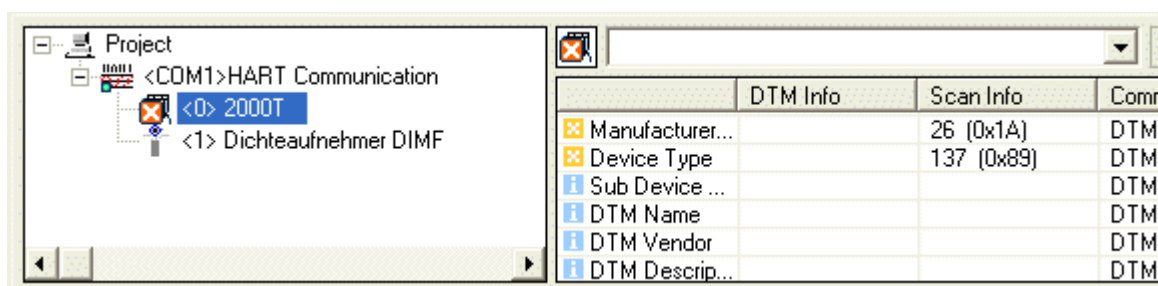 Project
<COM1>HART Communication
<0> 2000T
<1> Dichteaufnehmer DIMF
DTM Info Scan Info Comm
Manufacturer... 26 (0x1A) DTM
Device Type 137 (0x89) DTM
Sub Device ... DTM
DTM Name DTM
DTM Vendor DTM
DTM Descrip... DTM